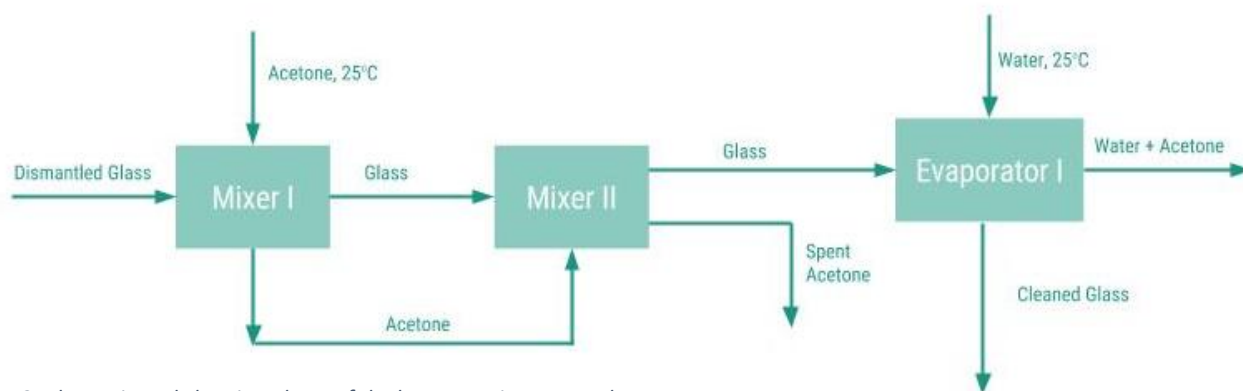 Acetone, 25°C
Water, 25°C
Dismantled Glass
Mixer I
Glass
Mixer II
Glass
Evaporator I
Water + Acetone
Spent
Acetone
Cleaned Glass
Acetone